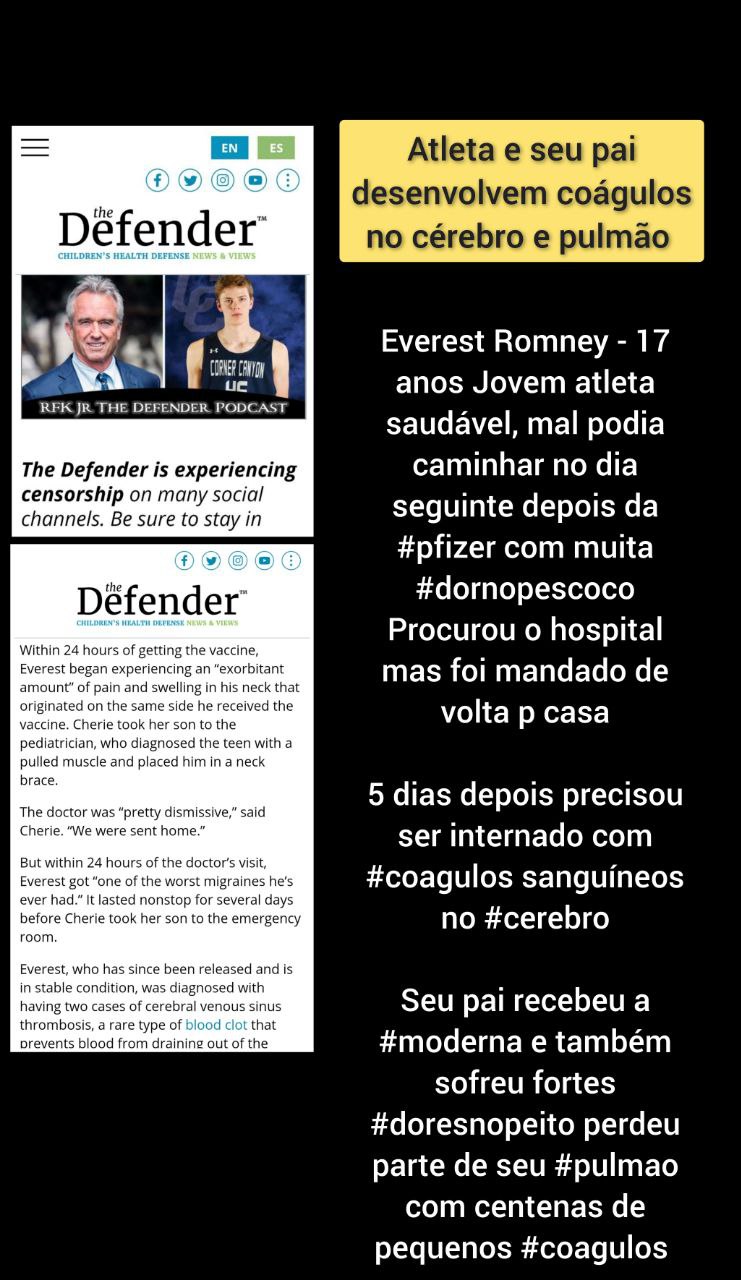 EN
ES
the
Defender™
CHILDREN'S HEALTH DEFENSE NEWS & VIEWS
CORNER CANYON
RFK JR THE DEFENDER PODCAST
The Defender is experiencing
censorship on many social
channels. Be sure to stay in
the
Defender™
CHILDREN'S HEALTH DEFENSE NEWS & VIEWS
Within 24 hours of getting the vaccine,
Everest began experiencing an “exorbitant
amount” of pain and swelling in his neck that
originated on the same side he received the
vaccine. Cherie took her son to the
pediatrician, who diagnosed the teen with a
pulled muscle and placed him in a neck
brace.
The doctor was “pretty dismissive,” said
Cherie. “We were sent home.”
But within 24 hours of the doctor’s visit,
Everest got “one of the worst migraines he’s
ever had.” It lasted nonstop for several days
before Cherie took her son to the emergency
room.
Everest, who has since been released and is
in stable condition, was diagnosed with
having two cases of cerebral venous sinus
thrombosis, a rare type of blood clot that
prevents blood from draining out of the
Atleta e seu pai
desenvolvem coágulos
no cérebro e pulmão
Everest Romney - 17
anos Jovem atleta
saudável, mal podia
caminhar no dia
seguinte depois da
#pfizer com muita
#dornopescoco
Procurou o hospital
mas foi mandado de
volta p casa
5 dias depois precisou
ser internado com
#coagulos sanguíneos
no #cerebro
Seu pai recebeu a
#moderna e também
sofreu fortes
#doresnopeito perdeu
parte de seu #pulmao
com centenas de
pequenos #coagulos